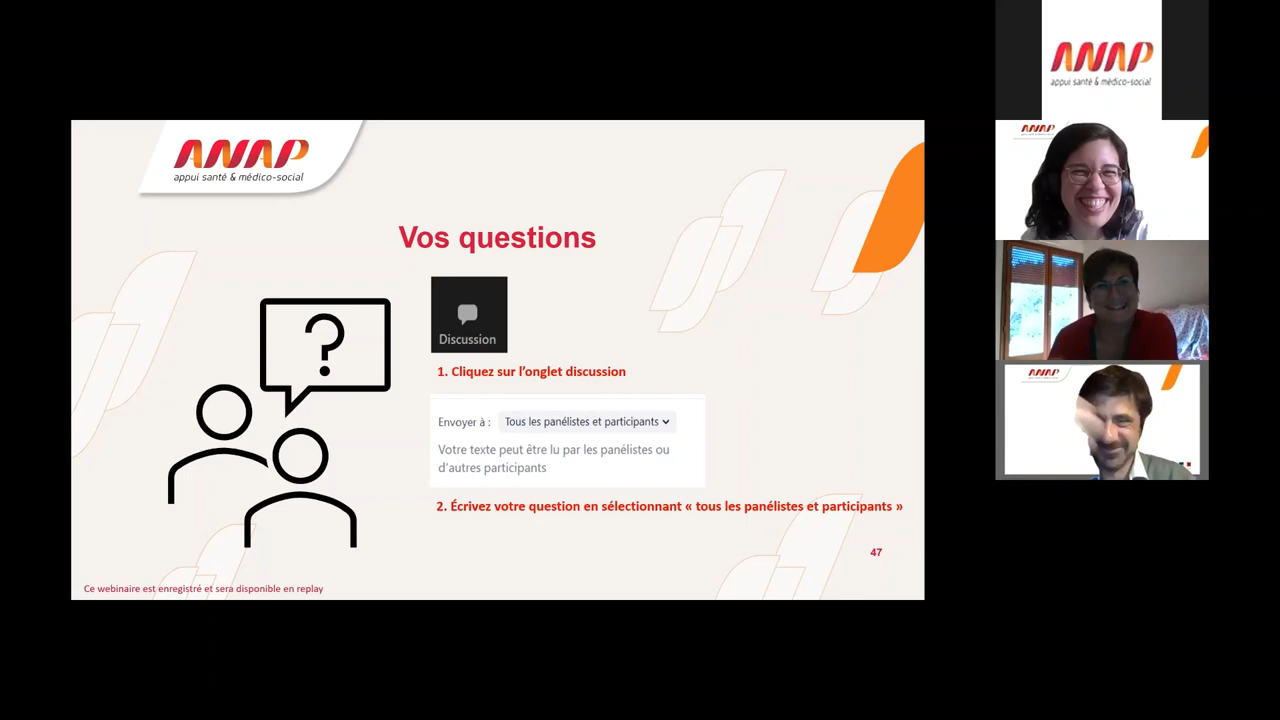 ANAP
appui santé & médico-social
Vos questions
?
Discussion
1. Cliquez sur l’onglet discussion
Envoyer à :
Tous les panélistes et participants
Votre texte peut être lu par les panélistes ou
d’autres participants
2. Écrivez votre question en sélectionnant « tous les panélistes et participants »
47
Ce webinaire est enregistré et sera disponible en replay
ANAP
appui santé & médico-social
ANAP
ANAP